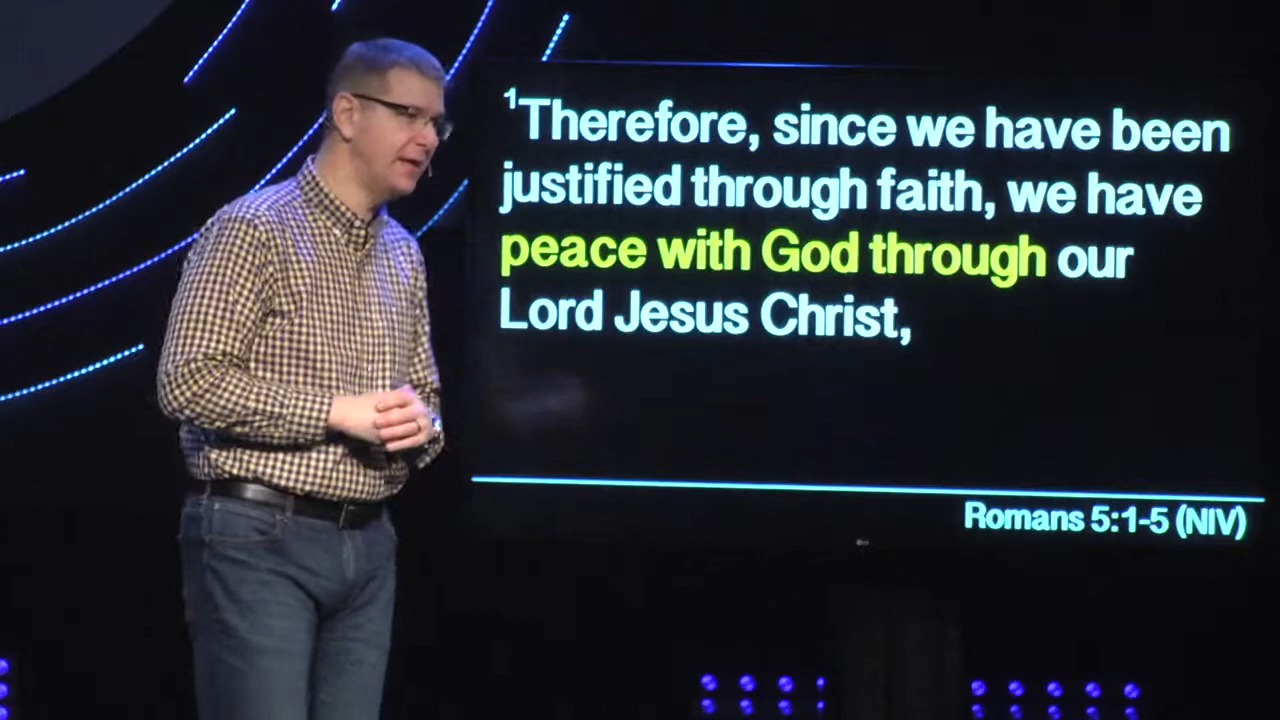 ¹Therefore, since we have been
justified through faith, we have
peace with God through our
Lord Jesus Christ,
Romans 5:1-5 (NIV)